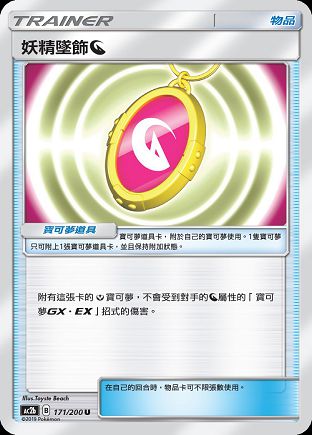 TRAINER 物品
妖精墜飾
寶可夢道具
寶可夢道具卡,附於自己的寶可夢使用。1隻寶可夢
只可附上1張寶可夢道具,並且保持附加狀態。
附有這張卡的 寶可夢,不會受到對手的 屬性的「寶可
夢GX・EX」招式的傷害。
Illus.Toyste Beach
AC2b B 171/200 U
©2019 Pokémon
在自己的回合時,物品卡可不限張數使用。